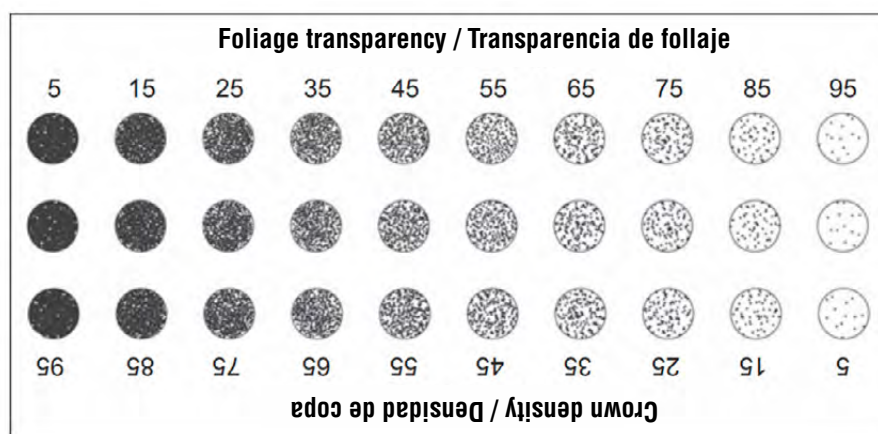 Foliage transparency / Transparencia de follaje
5 15 25 35 45 55 65 75 85 95
95 85 75 65 55 45 35 25 15 5
Crown density / Densidad de copa